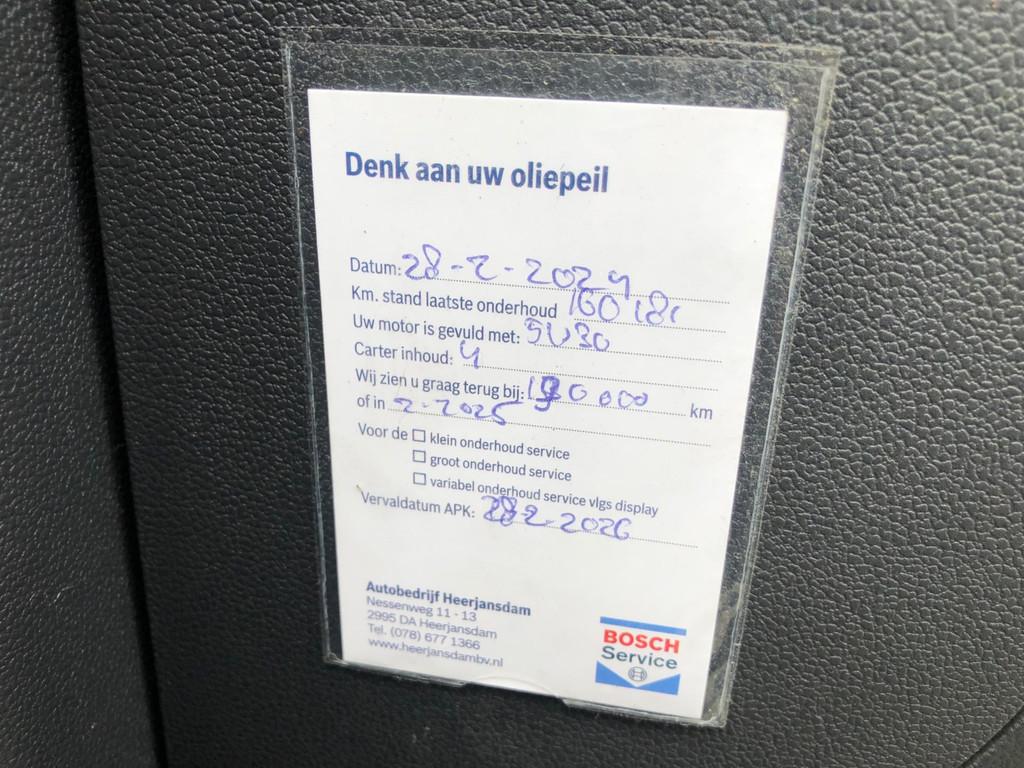 Denk aan uw oliepeil
Datum: 28-2-2024
Km. stand laatste onderhoud 160181
Uw motor is gevuld met: 5W30
Carter inhoud: 4
Wij zien u graag terug bij: 190000 km
of in 2-2025
Voor de klein onderhoud service
groot onderhoud service
variabel onderhoud service vlgs display
Vervaldatum APK: 28-2-2026
Autobedrijf Heerjansdam
Nessenweg 11 - 13
2995 DA Heerjansdam
Tel. (078) 677 1366
www.heerjansdambv.nl
BOSCH
Service